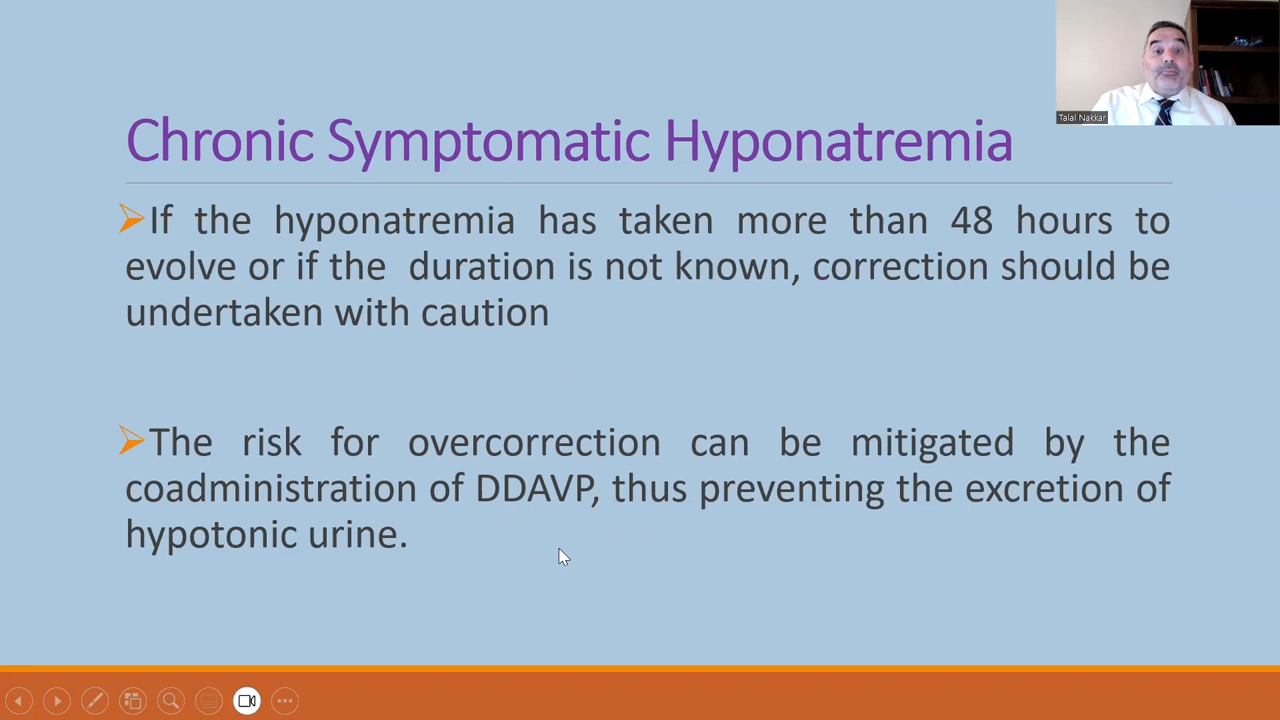 Talal Nakkar
Chronic Symptomatic Hyponatremia
If the hyponatremia has taken more than 48 hours to
evolve or if the duration is not known, correction should be
undertaken with caution
The risk for overcorrection can be mitigated by the
coadministration of DDAVP, thus preventing the excretion of
hypotonic urine.